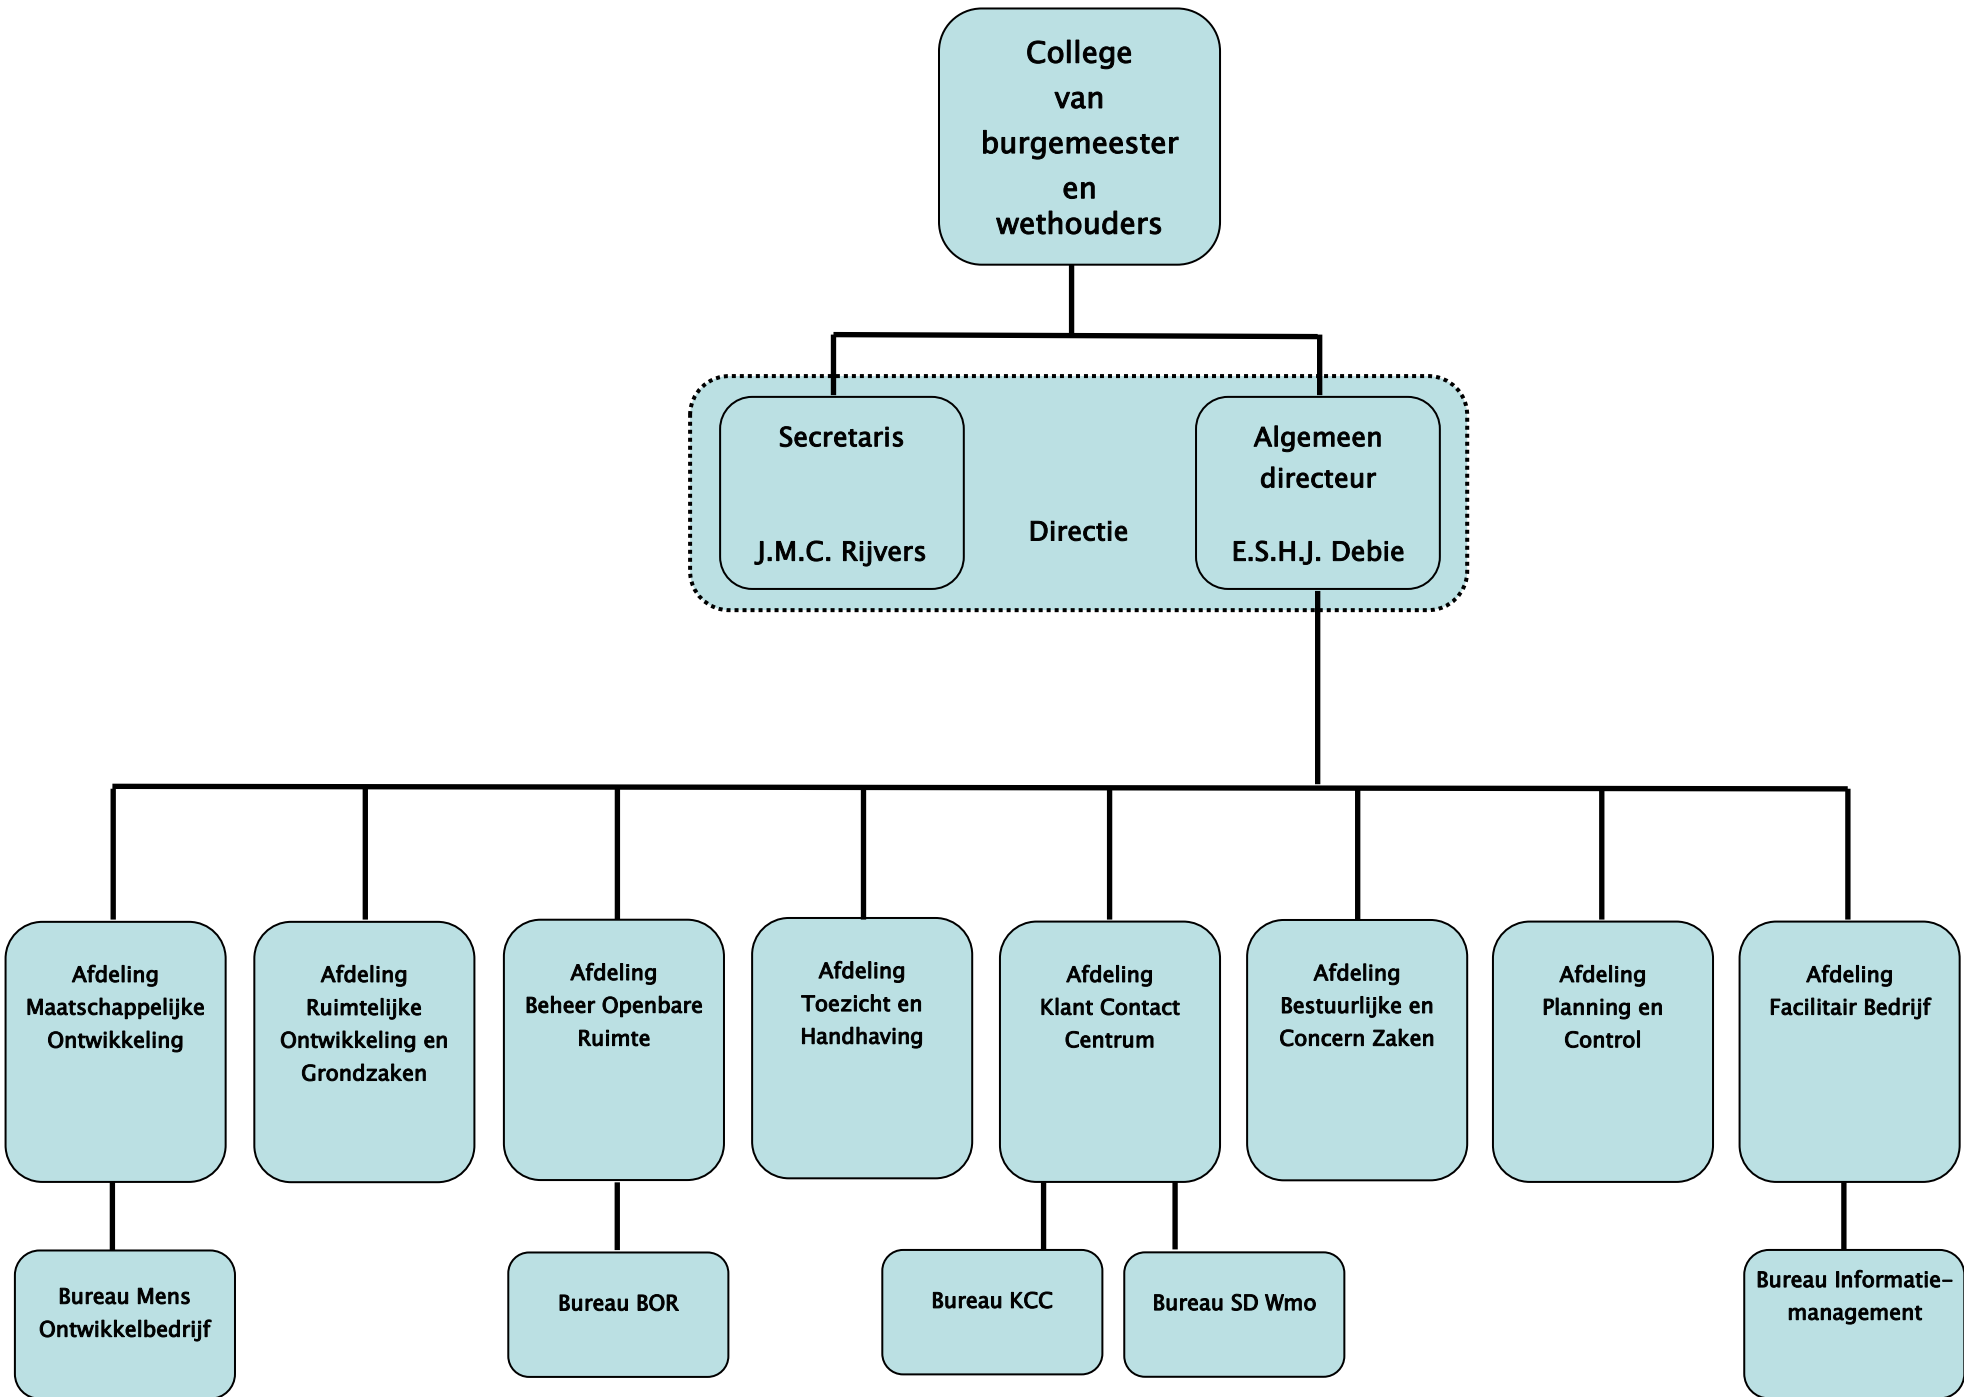 College
van
burgemeester
en
wethouders
Secretaris
J.M.C. Rijvers
Directie
Algemeen
directeur
E.S.H.J. Debie
Afdeling
Maatschappelijke
Ontwikkeling
Afdeling
Ruimtelijke
Ontwikkeling en
Grondzaken
Afdeling
Beheer Openbare
Ruimte
Afdeling
Toezicht en
Handhaving
Afdeling
Klant Contact
Centrum
Afdeling
Bestuurlijke en
Concern Zaken
Afdeling
Planning en
Control
Afdeling
Facilitair Bedrijf
Bureau Mens
Ontwikkelbedrijf
Bureau BOR
Bureau KCC
Bureau SD Wmo
Bureau Informatie-
management